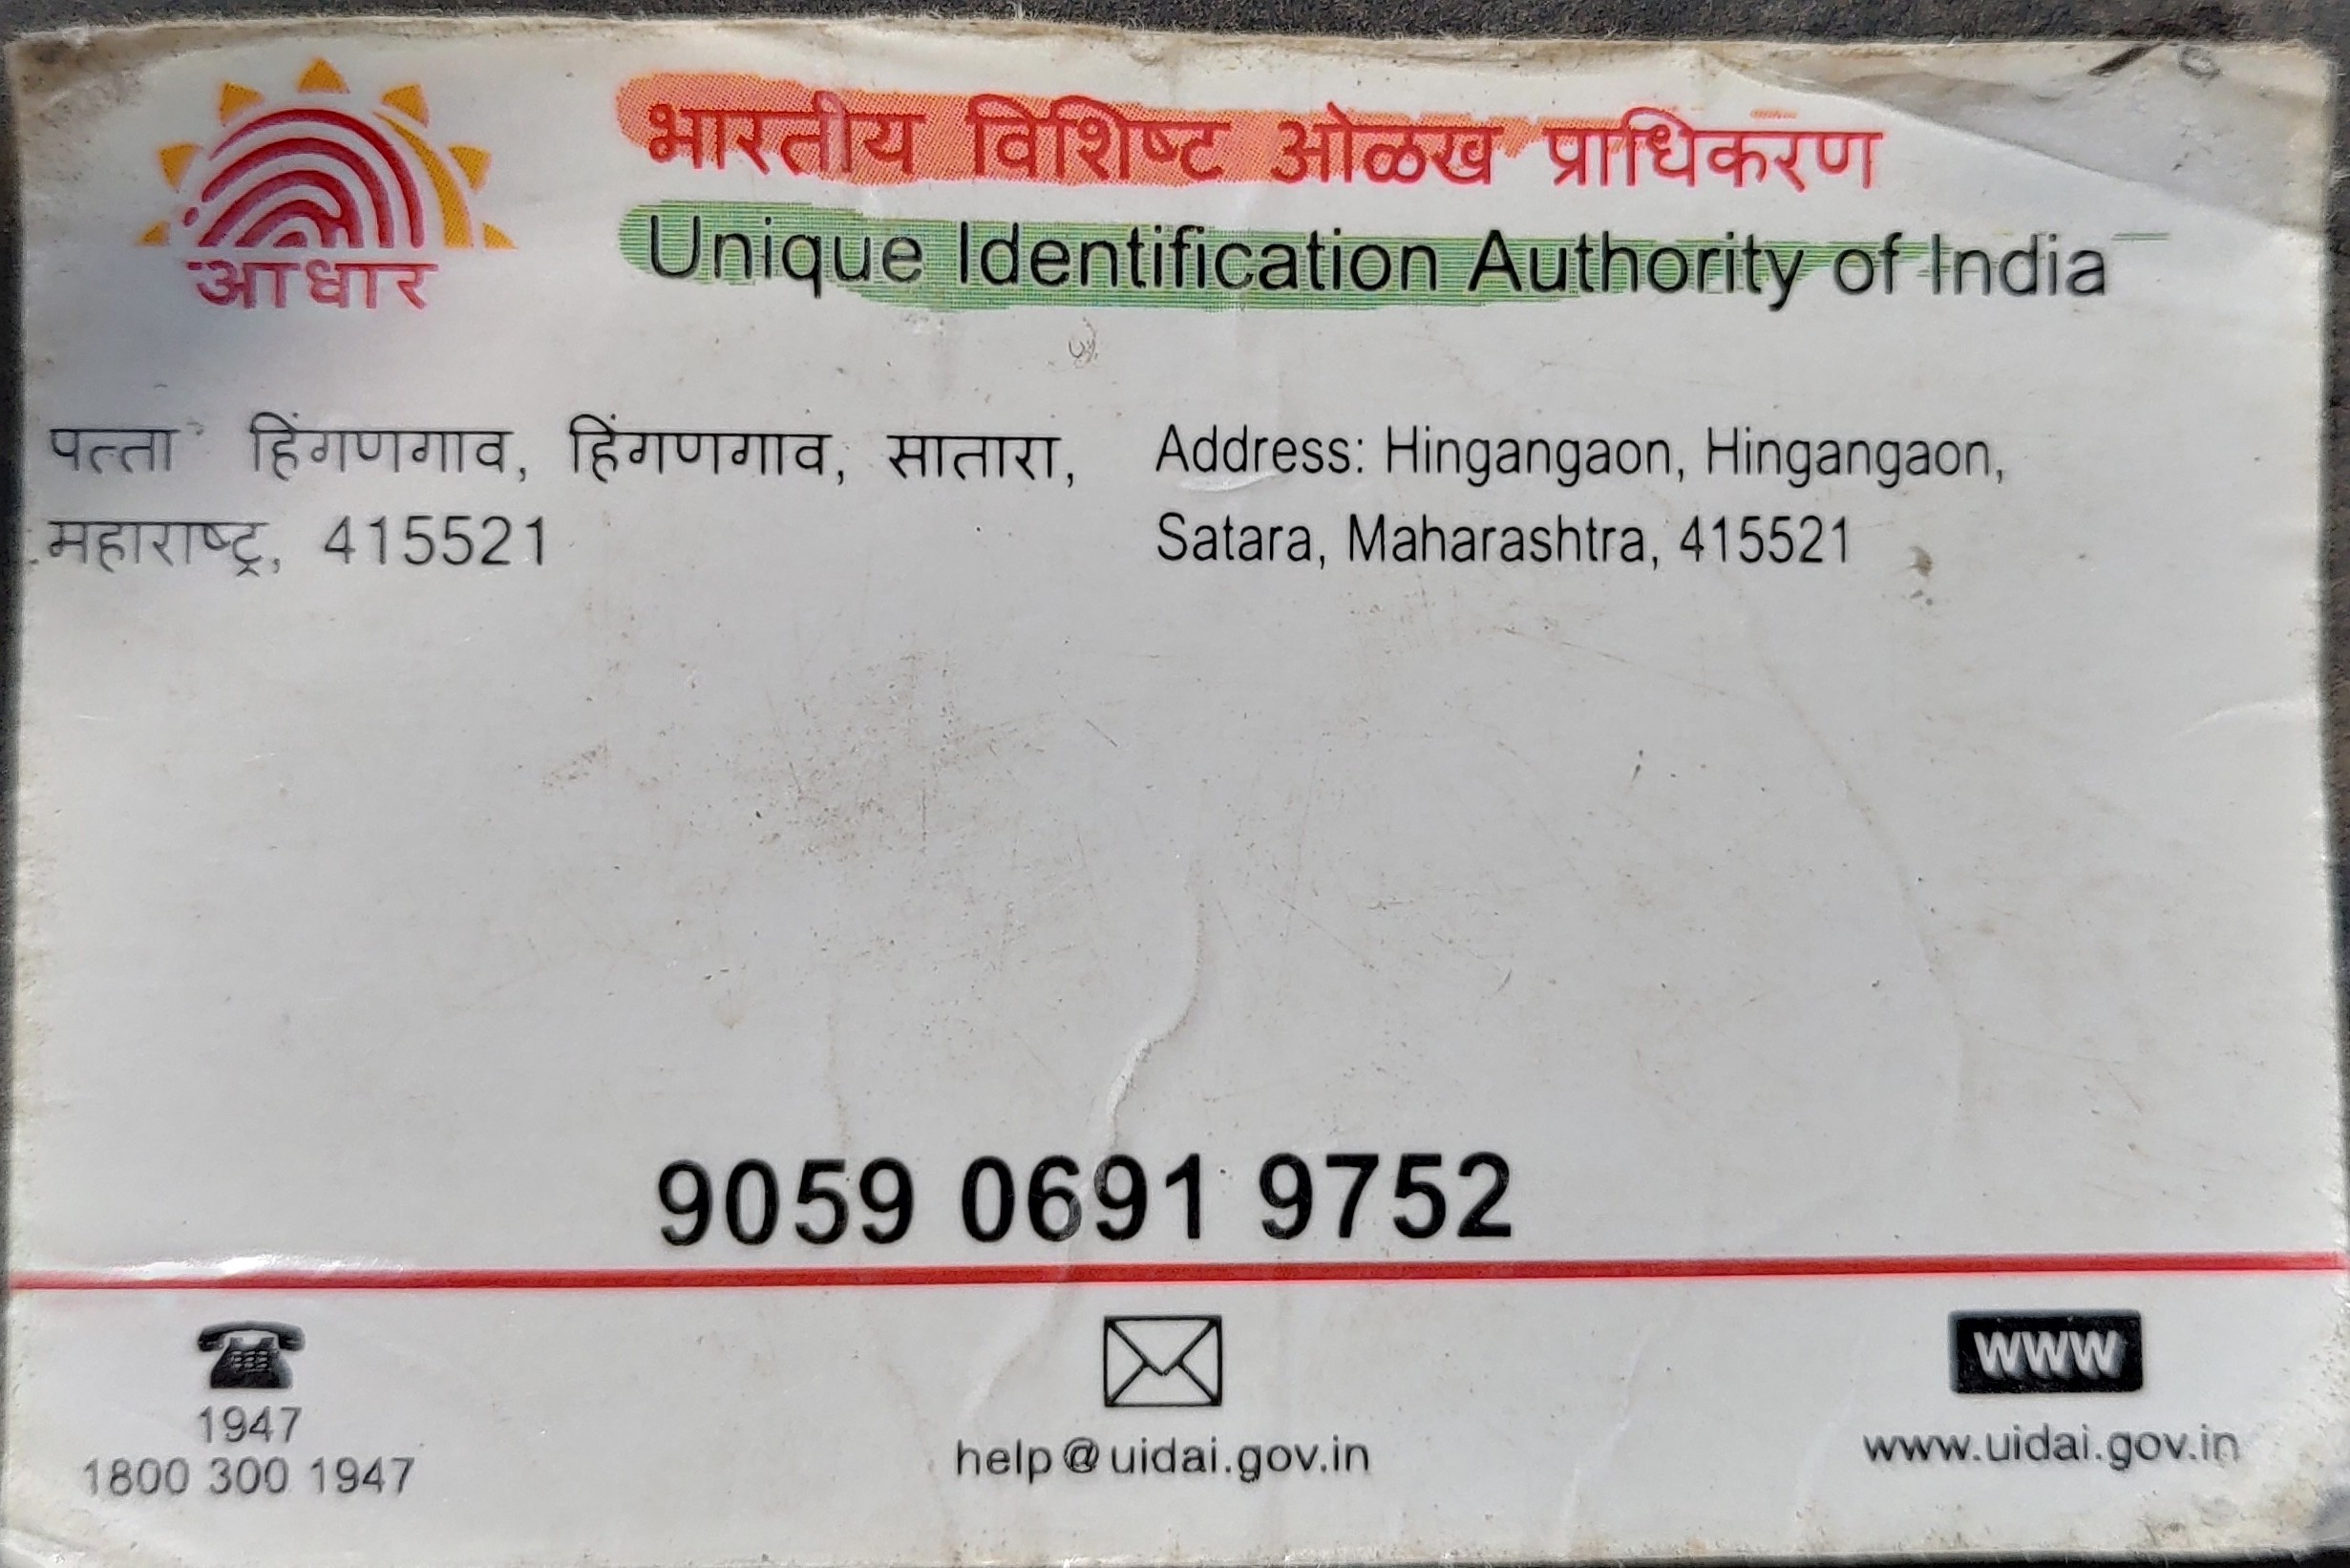 आधार
भारतीय विशिष्ट ओळख प्राधिकरण
Unique Identification Authority of India
पत्ता हिंगणगाव, हिंगणगाव, सातारा,
महाराष्ट्र, 415521
Address: Hingangaon, Hingangaon,
Satara, Maharashtra, 415521
9059 0691 9752
1947
1800 300 1947
help@uidai.gov.in
www
www.uidai.gov.in